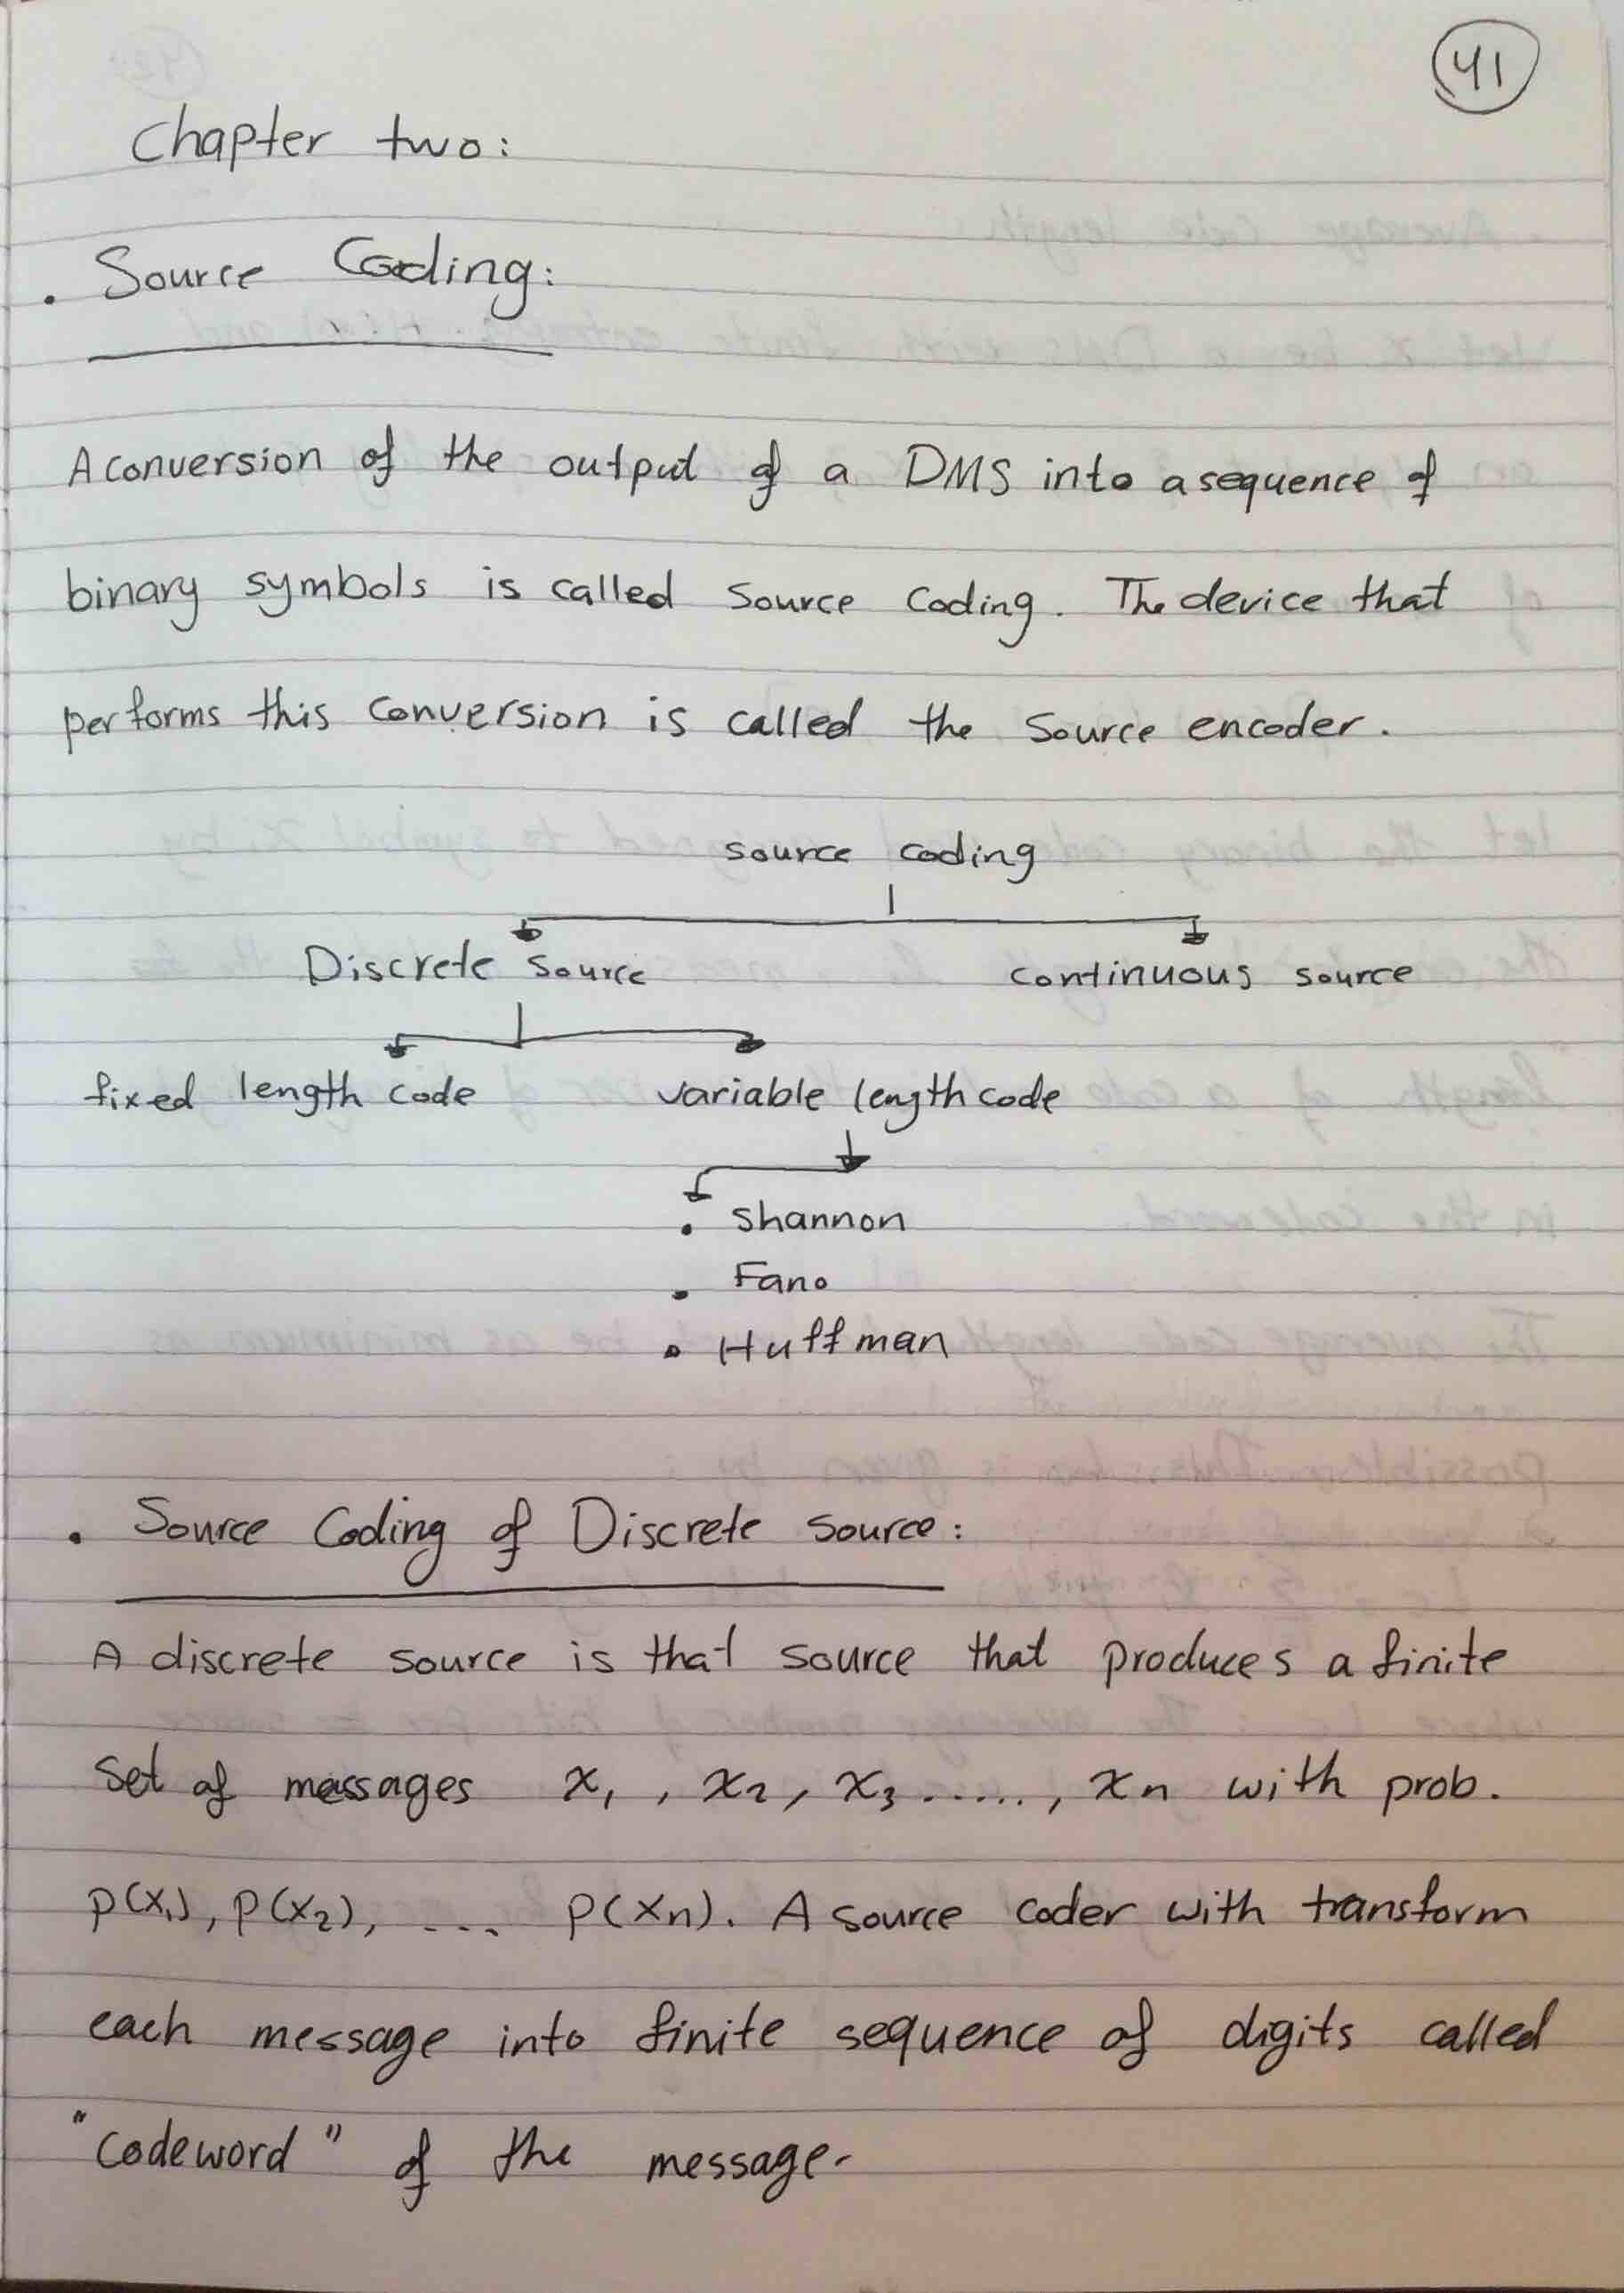 41
Chapter two:
. Source Coding:
A conversion of the output of a DMS into a sequence of
binary symbols is called source coding. The device that
performs this conversion is called the source encoder.
source coding
Discrete source continuous source
fixed length code variable length code
. shannon
. Fano
. Huffman
. Source Coding of Discrete source:
A discrete source is that source that produces a finite
set of messages x₁, x₂, x₃ ....., xn with prob.
p(x₁), p(x₂), .... p(xn). A source coder with transform
each message into finite sequence of digits called
"codeword" of the message.